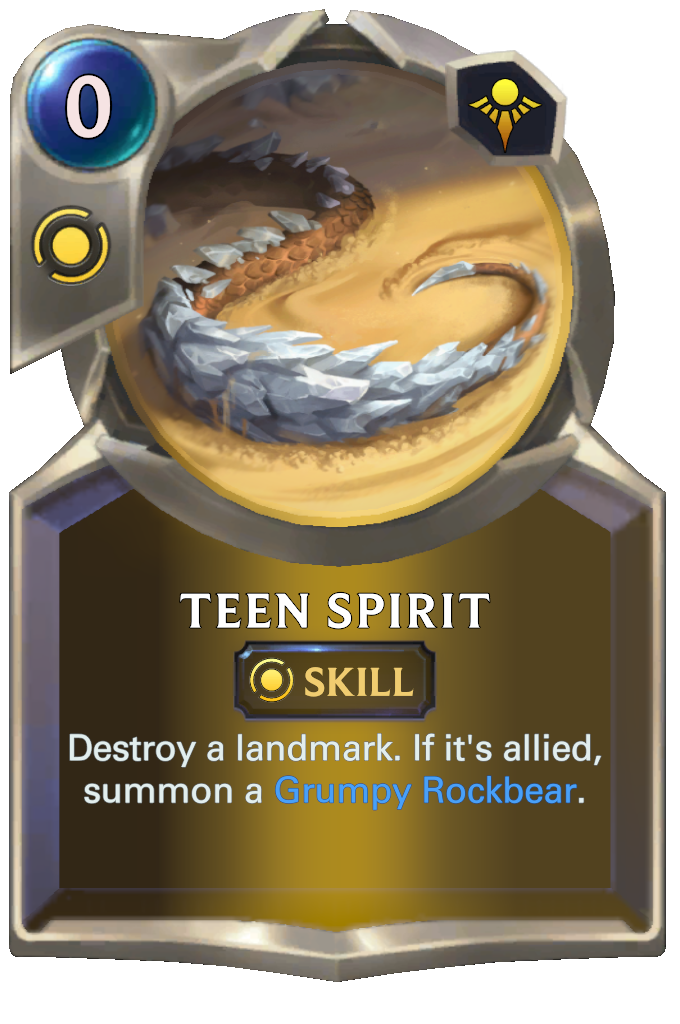 0
TEEN SPIRIT
SKILL
Destroy a landmark. If it's allied,
summon a Grumpy Rockbear.